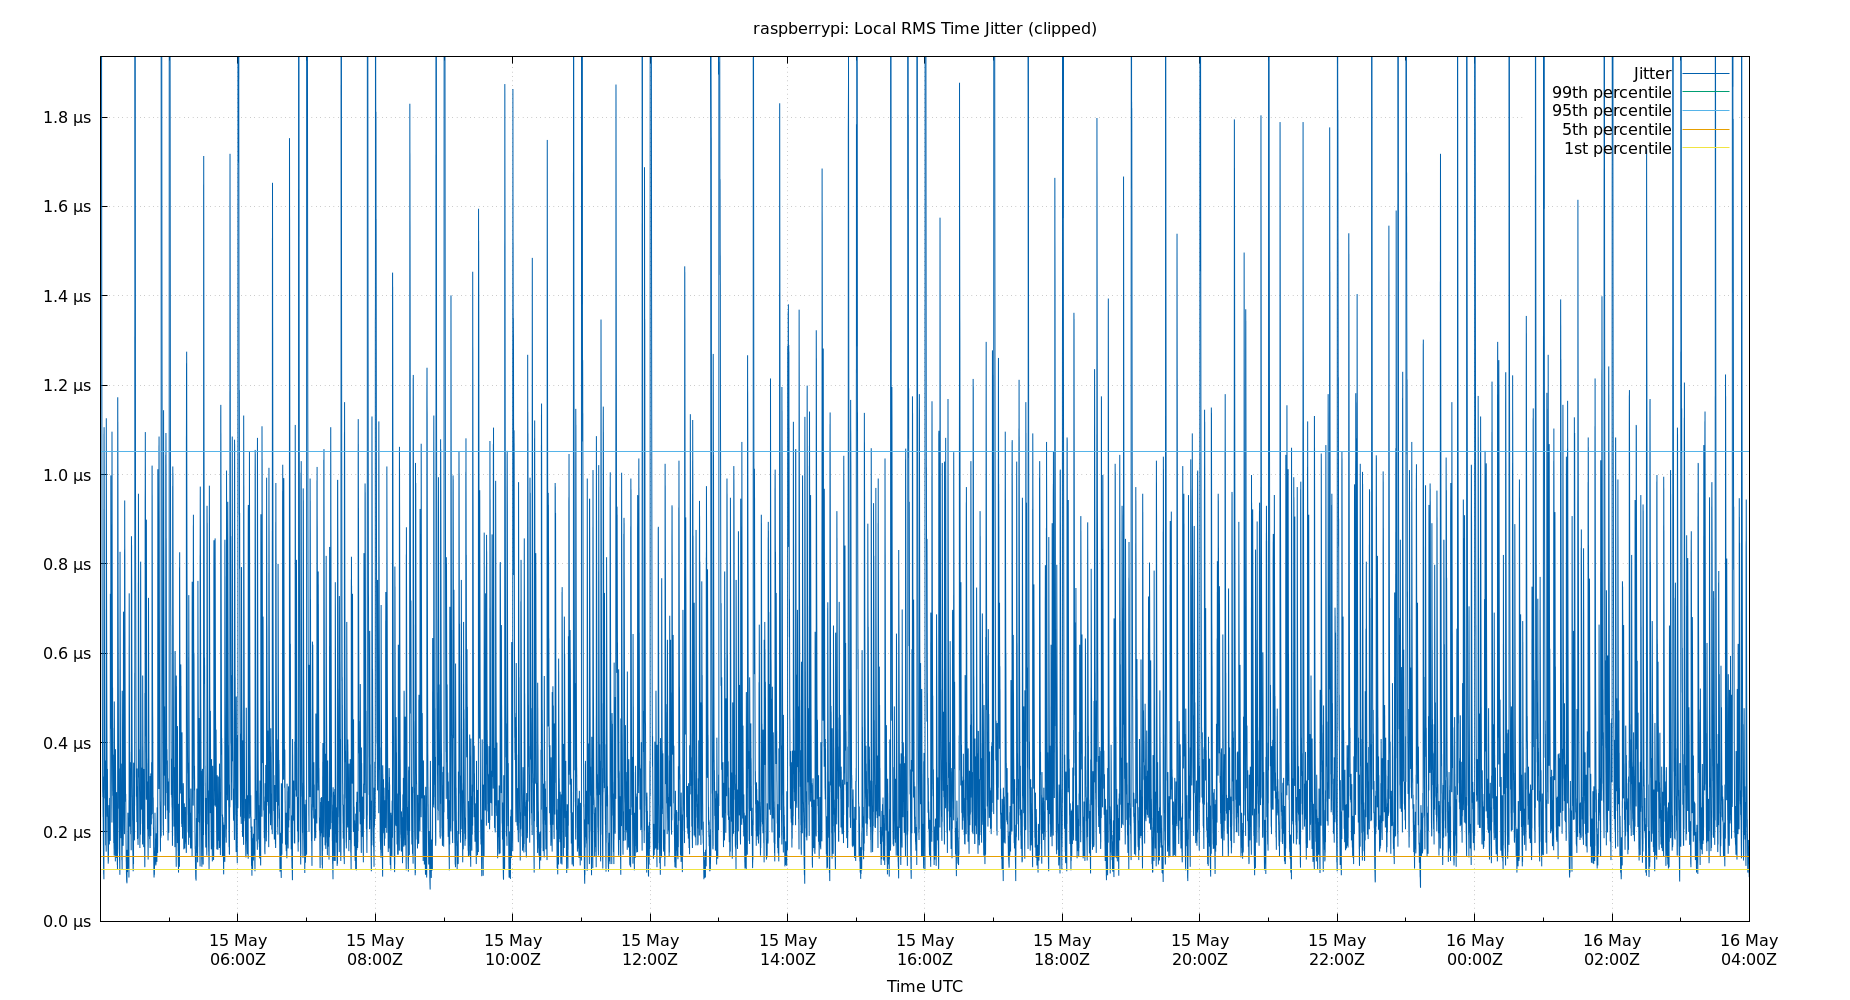 raspberrypi: Local RMS Time Jitter (clipped)
Jitter
99th percentile
95th percentile
5th percentile
1st percentile
1.8 µs
1.6 µs
1.4 µs
1.2 µs
1.0 µs
0.8 µs
0.6 µs
0.4 µs
0.2 µs
0.0 µs
15 May 15 May 15 May 15 May 15 May 15 May 15 May 15 May 15 May 16 May 16 May 16 May
06:00Z 08:00Z 10:00Z 12:00Z 14:00Z 16:00Z 18:00Z 20:00Z 22:00Z 00:00Z 02:00Z 04:00Z
Time UTC